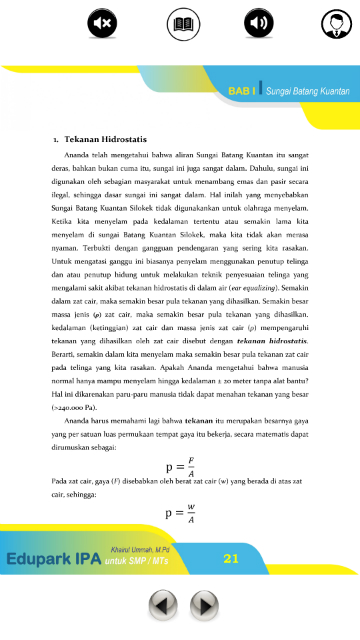 BAB I Sungai Batang Kuantan
1. Tekanan Hidrostatis
Ananda telah mengetahui bahwa aliran Sungai Batang Kuantan itu sangat
deras, bahkan bukan cuma itu, sungai ini juga sangat dalam. Dahulu, sungai ini
digunakan oleh sebagian masyarakat untuk menambang emas dan pasir secara
ilegal, sehingga dasar sungai ini sangat dalam. Hal inilah yang menyebabkan
Sungai Batang Kuantan Silokek tidak digunakankan untuk olahraga menyelam.
Ketika kita menyelam pada kedalaman tertentu atau semakin lama kita
menyelam di sungai Batang Kuantan Silokek, maka kita tidak akan merasa
nyaman. Terbukti dengan gangguan pendengaran yang sering kita rasakan.
Untuk mengatasi ganggu ini biasanya penyelam menggunakan penutup telinga
dan atau penutup hidung untuk melakukan teknik penyesuaian telinga yang
mengalami sakit akibat tekanan hidrostatis di dalam air (ear equalizing). Semakin
dalam zat cair, maka semakin besar pula tekanan yang dihasilkan. Semakin besar
massa jenis (ρ) zat cair, maka semakin besar pula tekanan yang dihasilkan.
kedalaman (ketinggian) zat cair dan massa jenis zat cair (ρ) mempengaruhi
tekanan yang dihasilkan oleh zat cair disebut dengan tekanan hidrostatis.
Berarti, semakin dalam kita menyelam maka semakin besar pula tekanan zat cair
pada telinga yang kita rasakan. Apakah Ananda mengetahui bahwa manusia
normal hanya mampu menyelam hingga kedalaman ± 20 meter tanpa alat bantu?
Hal ini dikarenakan paru-paru manusia tidak dapat menahan tekanan yang besar
(>240.000 Pa).
Ananda harus memahami lagi bahwa tekanan itu merupakan besarnya gaya
yang per satuan luas permukaan tempat gaya itu bekerja, secara matematis dapat
dirumuskan sebagai:
p = F/A
Pada zat cair, gaya (F) disebabkan oleh berat zat cair (w) yang berada di atas zat
cair, sehingga:
p = w/A
Khairul Ummah, M.Pd
Edupark IPA untuk SMP / MTs
21